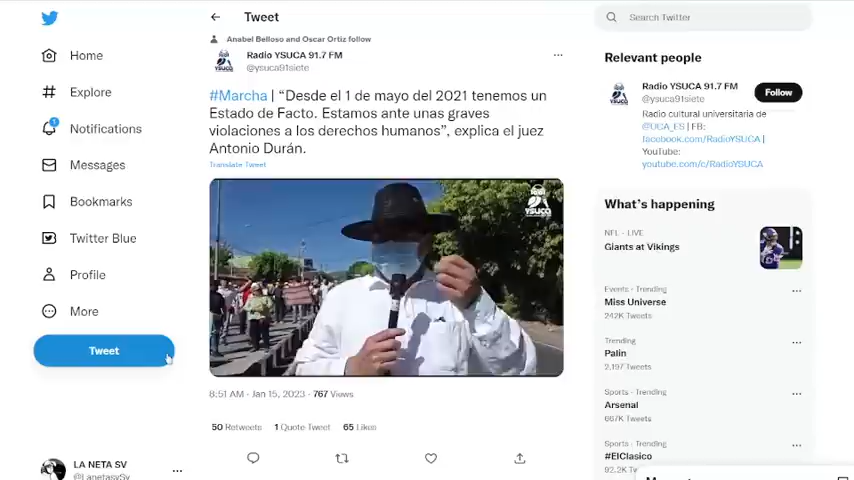 Tweet
Search Twitter
Anabel Belloso and Oscar Ortiz follow
Radio YSUCA 91.7 FM
@ysuca91siete
#Marcha | “Desde el 1 de mayo del 2021 tenemos un
Estado de Facto. Estamos ante unas graves
violaciones a los derechos humanos”, explica el juez
Antonio Durán.
Translate Tweet
YSUCA
8:51 AM · Jan 15, 2023 · 767 Views
50 Retweets 1 Quote Tweet 65 Likes
Home
Explore
1
Notifications
Messages
Bookmarks
Twitter Blue
Profile
More
Tweet
LA NETA SV
@LanetasvSv
Relevant people
Radio YSUCA 91.7 FM
@ysuca91siete
Follow
Radio cultural universitaria de
@UCA_ES | FB:
facebook.com/RadioYSUCA |
YouTube:
youtube.com/c/RadioYSUCA
What’s happening
NFL · LIVE
Giants at Vikings
Events · Trending
Miss Universe
242K Tweets
Trending
Palin
2,197 Tweets
Sports · Trending
Arsenal
667K Tweets
Sports · Trending
#ElClasico
92.2K